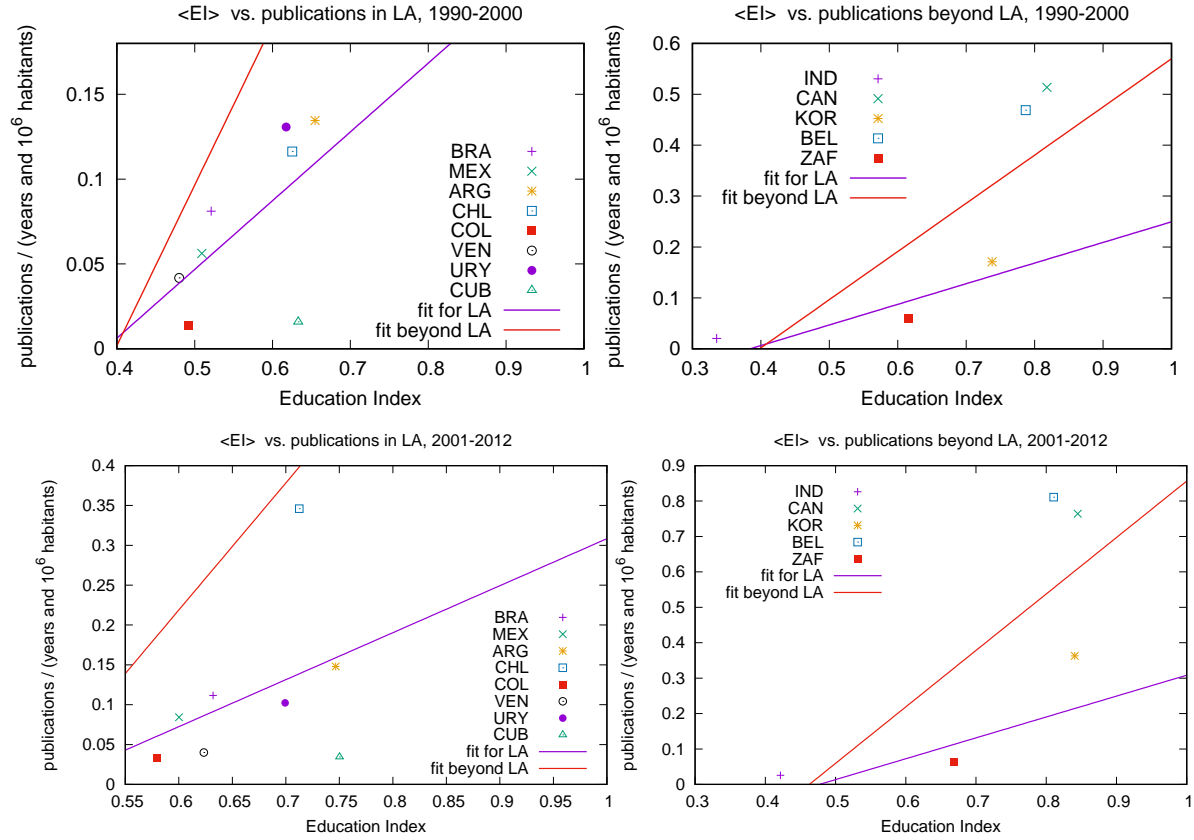 <EI> vs. publications in LA, 1990-2000
publications / (years and 10^6 habitants)
0.15
0.1
0.05
0
BRA
MEX
ARG
CHL
COL
VEN
URY
CUB
fit for LA
fit beyond LA
0.4 0.5 0.6 0.7 0.8 0.9 1
Education Index
<EI> vs. publications beyond LA, 1990-2000
publications / (years and 10^6 habitants)
0.6
0.5
0.4
0.3
0.2
0.1
0
IND
CAN
KOR
BEL
ZAF
fit for LA
fit beyond LA
0.3 0.4 0.5 0.6 0.7 0.8 0.9 1
Education Index
<EI> vs. publications in LA, 2001-2012
publications / (years and 10^6 habitants)
0.4
0.35
0.3
0.25
0.2
0.15
0.1
0.05
0
BRA
MEX
ARG
CHL
COL
VEN
URY
CUB
fit for LA
fit beyond LA
0.55 0.6 0.65 0.7 0.75 0.8 0.85 0.9 0.95 1
Education Index
<EI> vs. publications beyond LA, 2001-2012
publications / (years and 10^6 habitants)
0.9
0.8
0.7
0.6
0.5
0.4
0.3
0.2
0.1
0
IND
CAN
KOR
BEL
ZAF
fit for LA
fit beyond LA
0.3 0.4 0.5 0.6 0.7 0.8 0.9 1
Education Index